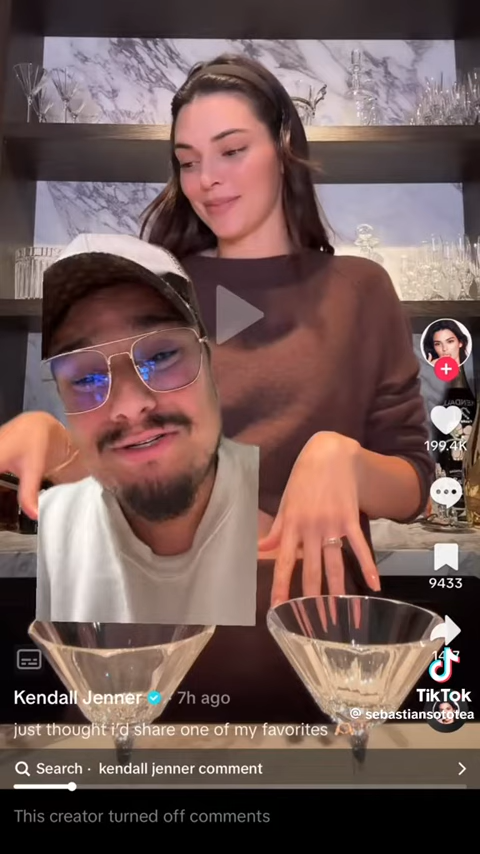 199.4K
9433
TikTok
@ sebastiansototea
Kendall Jenner · 7h ago
just thought i'd share one of my favorites
Search · kendall jenner comment
This creator turned off comments